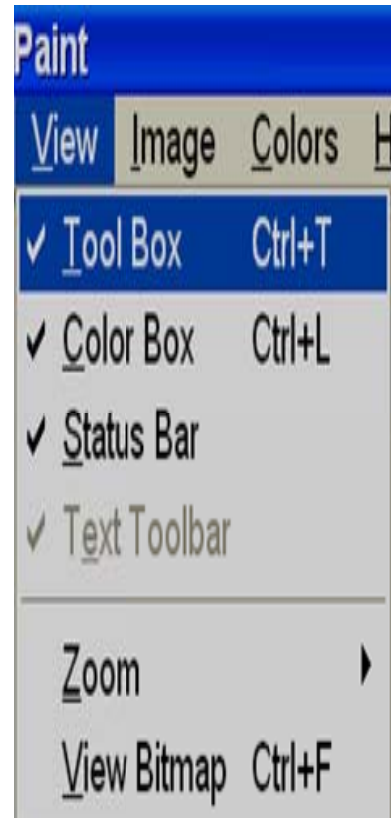 Paint
View Image Colors H
✓ Tool Box Ctrl+T
✓ Color Box Ctrl+L
✓ Status Bar
✓ Text Toolbar
Zoom
View Bitmap Ctrl+F